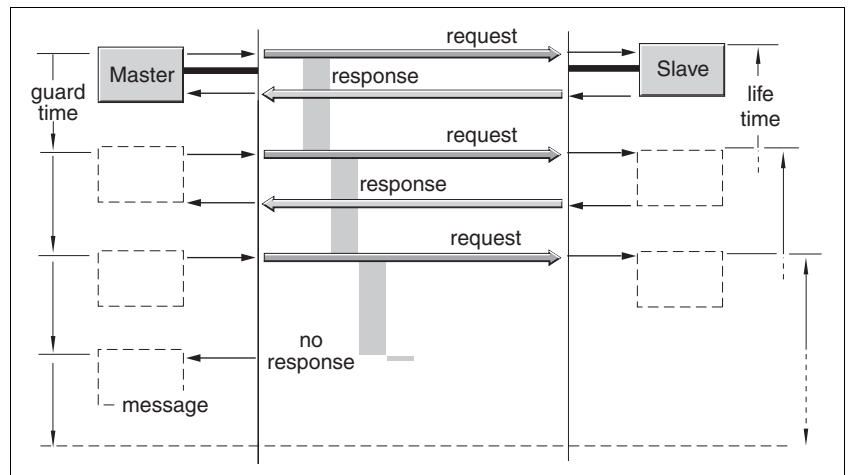 request
Master
response
Slave
guard
time
life
time
request
response
request
no
response
message